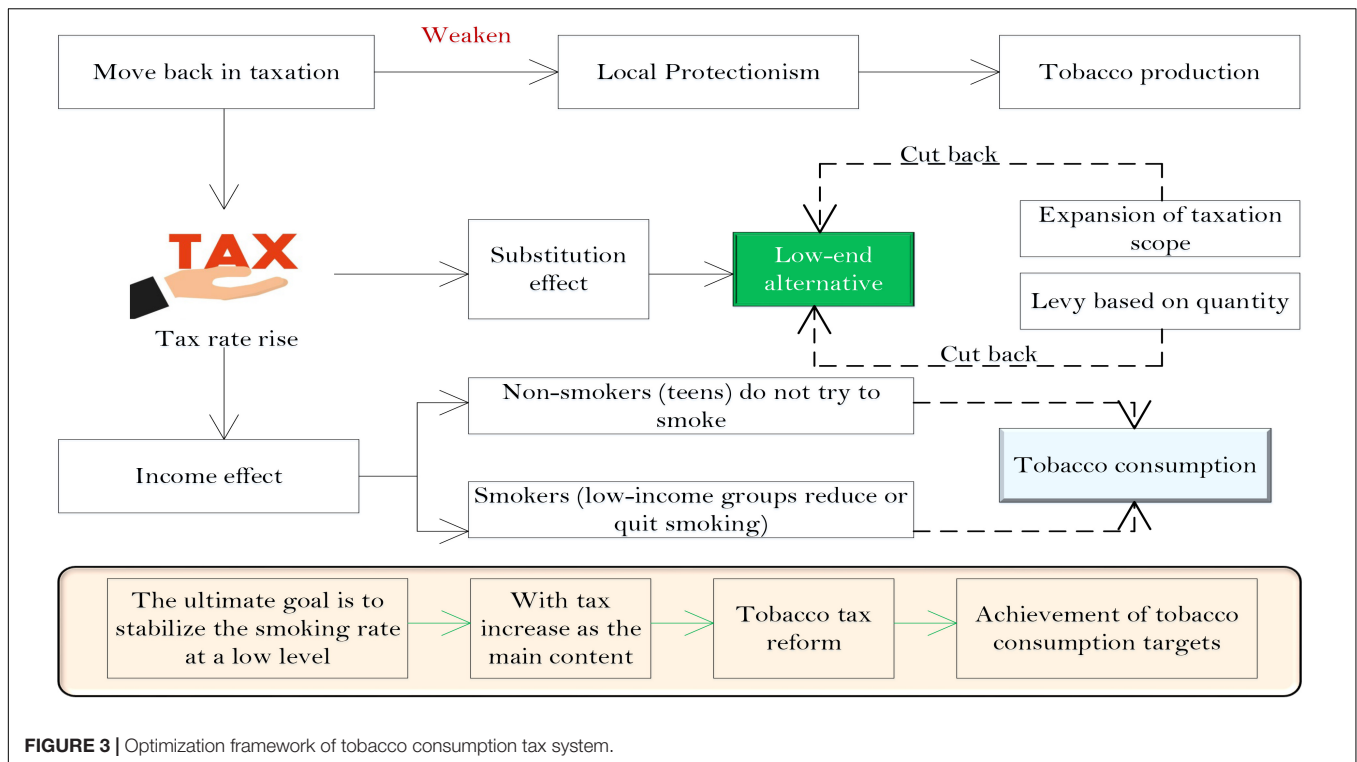 Weaken
Move back in taxation
Local Protectionism
Tobacco production
Cut back
Expansion of taxation
scope
TAX
Substitution
effect
Low-end
alternative
Levy based on quantity
Tax rate rise
Cut back
Non-smokers (teens) do not try to
smoke
Income effect
Tobacco consumption
Smokers (low-income groups reduce or
quit smoking)
The ultimate goal is to
stabilize the smoking rate
at a low level
With tax
increase as the
main content
Tobacco tax
reform
Achievement of tobacco
consumption targets
FIGURE 3 | Optimization framework of tobacco consumption tax system.